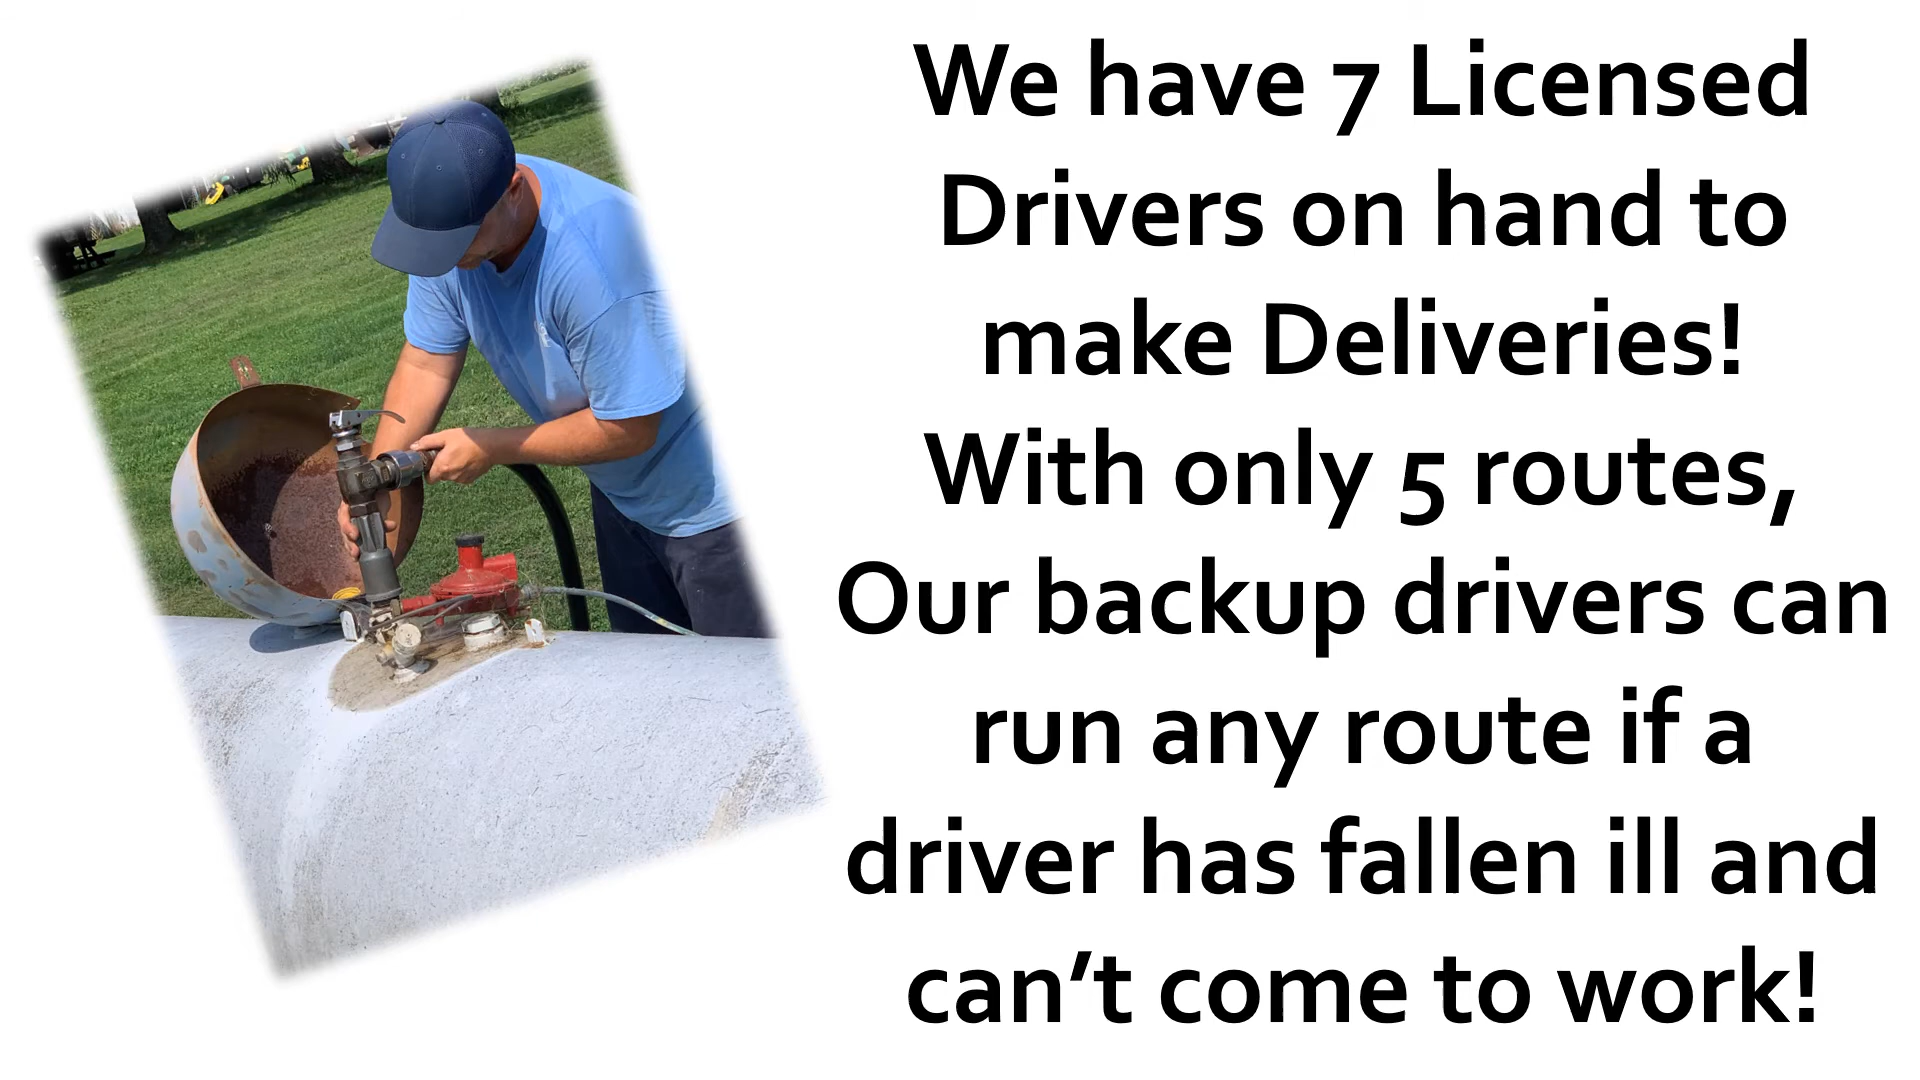 We have 7 Licensed
Drivers on hand to
make Deliveries!
With only 5 routes,
Our backup drivers can
run any route if a
driver has fallen ill and
can’t come to work!